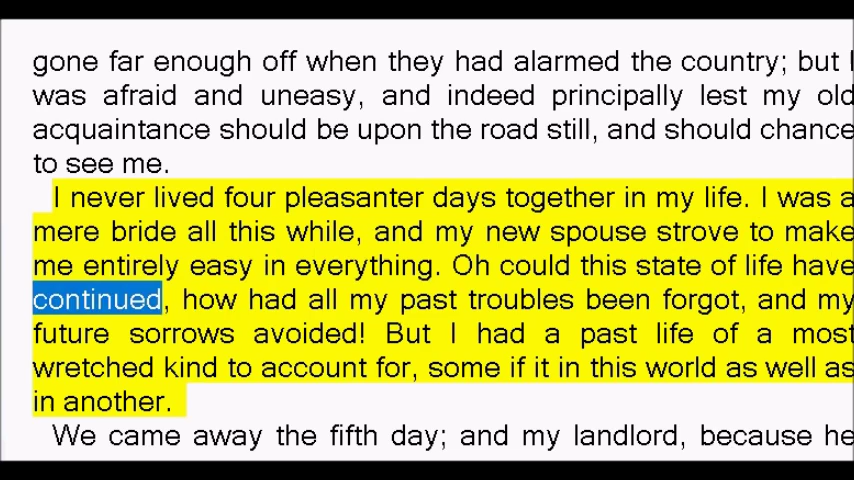 gone far enough off when they had alarmed the country; but I
was afraid and uneasy, and indeed principally lest my old
acquaintance should be upon the road still, and should chance
to see me.
I never lived four pleasanter days together in my life. I was a
mere bride all this while, and my new spouse strove to make
me entirely easy in everything. Oh could this state of life have
continued, how had all my past troubles been forgot, and my
future sorrows avoided! But I had a past life of a most
wretched kind to account for, some if it in this world as well as
in another.
We came away the fifth day; and my landlord, because he